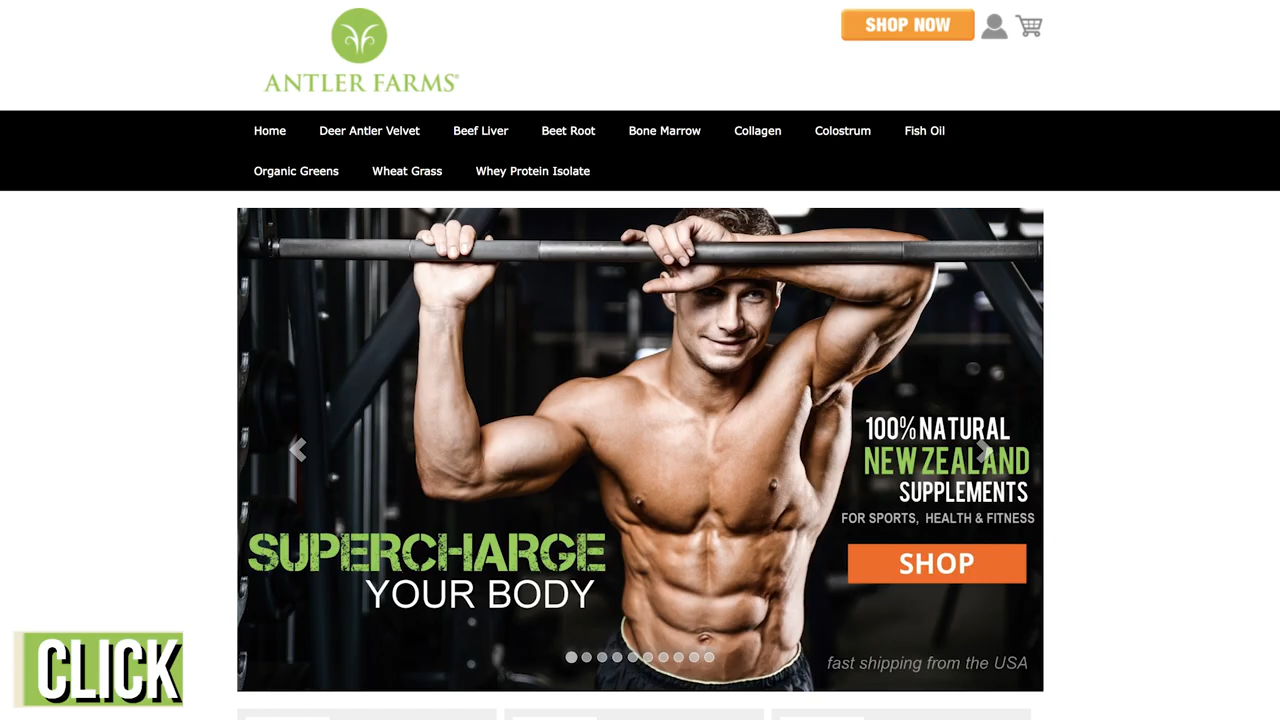 SHOP NOW
ANTLER FARMS®
Home Deer Antler Velvet Beef Liver Beet Root Bone Marrow Collagen Colostrum Fish Oil
Organic Greens Wheat Grass Whey Protein Isolate
100% NATURAL
NEW ZEALAND
SUPPLEMENTS
FOR SPORTS, HEALTH & FITNESS
SHOP
SUPERCHARGE
YOUR BODY
fast shipping from the USA
CLICK